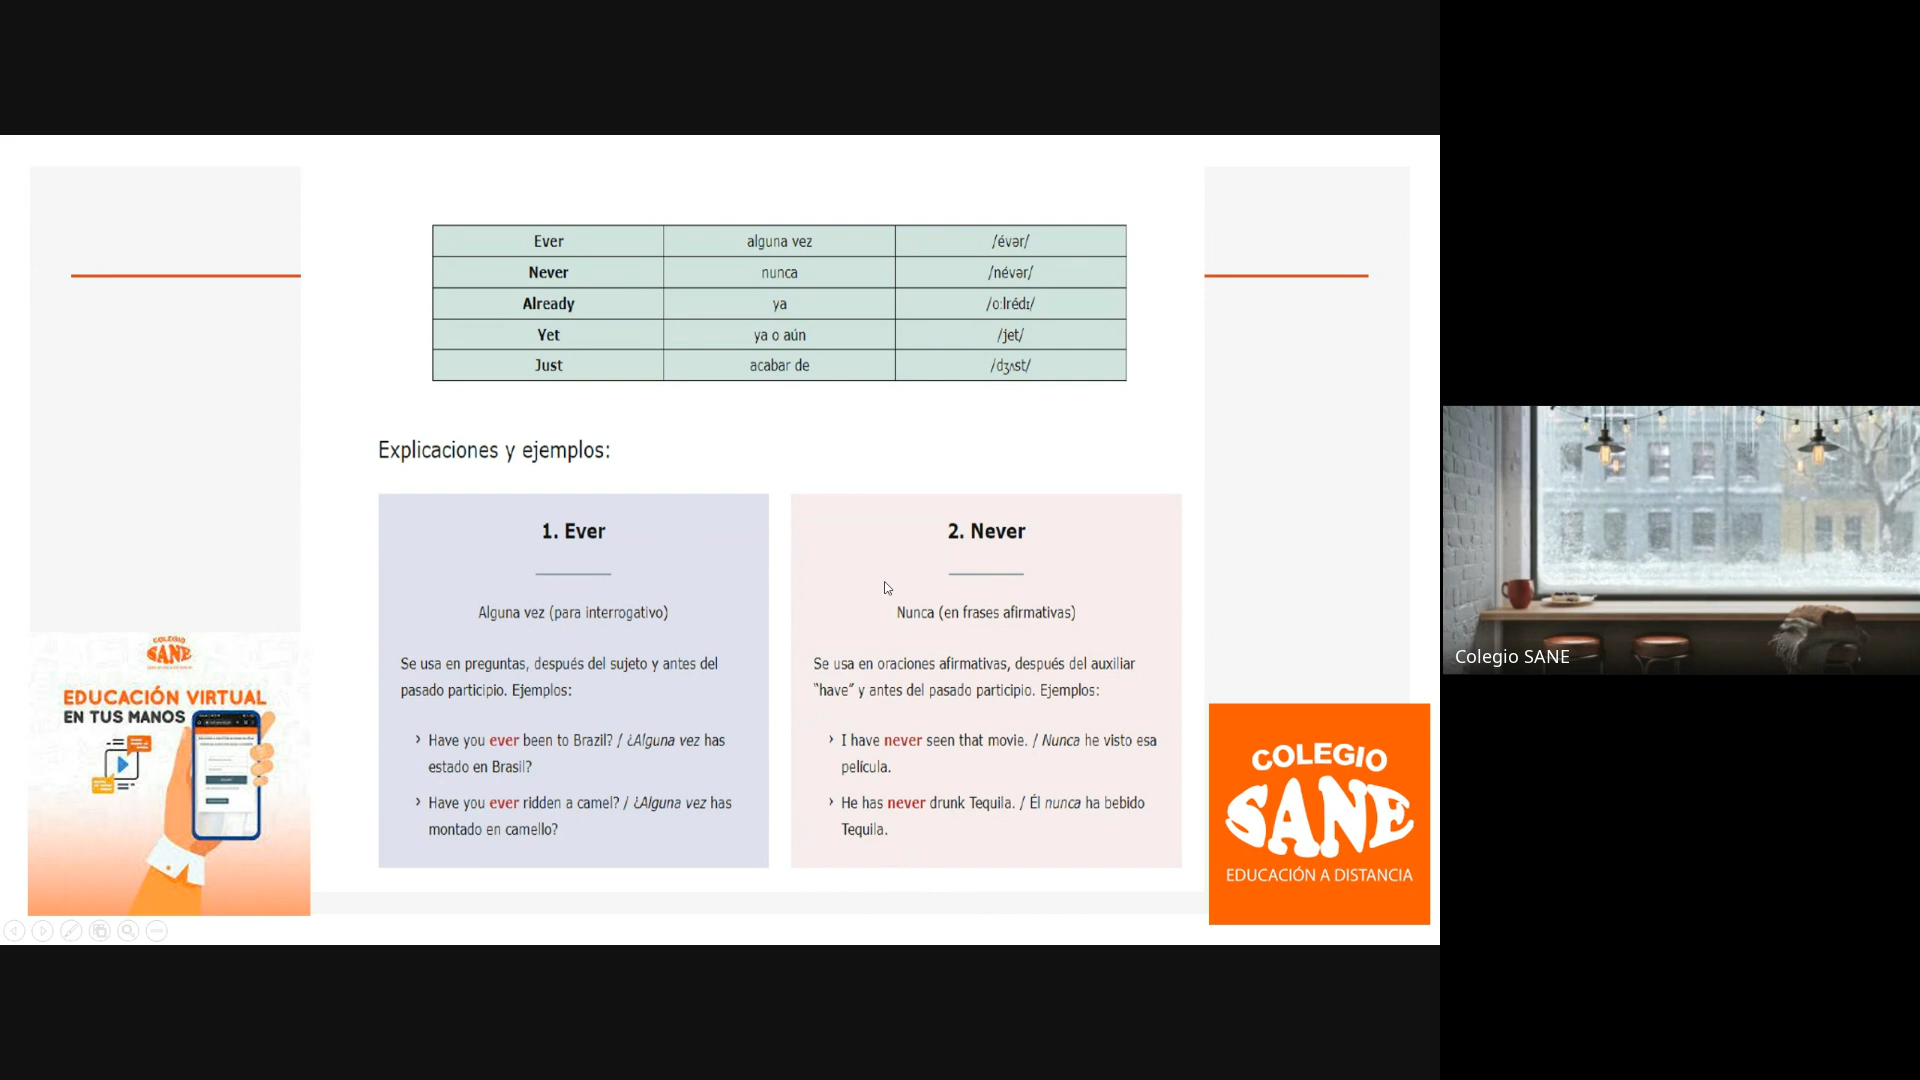 Ever alguna vez /évər/
Never nunca /névər/
Already ya /o:lrédɪ/
Yet ya o aún /jet/
Just acabar de /dʒʌst/
Explicaciones y ejemplos:
1. Ever
Alguna vez (para interrogativo)
Se usa en preguntas, después del sujeto y antes del
pasado participio. Ejemplos:
› Have you ever been to Brazil? / ¿Alguna vez has
estado en Brasil?
› Have you ever ridden a camel? / ¿Alguna vez has
montado en camello?
2. Never
Nunca (en frases afirmativas)
Se usa en oraciones afirmativas, después del auxiliar
“have” y antes del pasado participio. Ejemplos:
› I have never seen that movie. / Nunca he visto esa
película.
› He has never drunk Tequila. / Él nunca ha bebido
Tequila.
COLEGIO
SANE
EDUCACIÓN VIRTUAL
EN TUS MANOS
COLEGIO
SANE
EDUCACIÓN A DISTANCIA
Colegio SANE